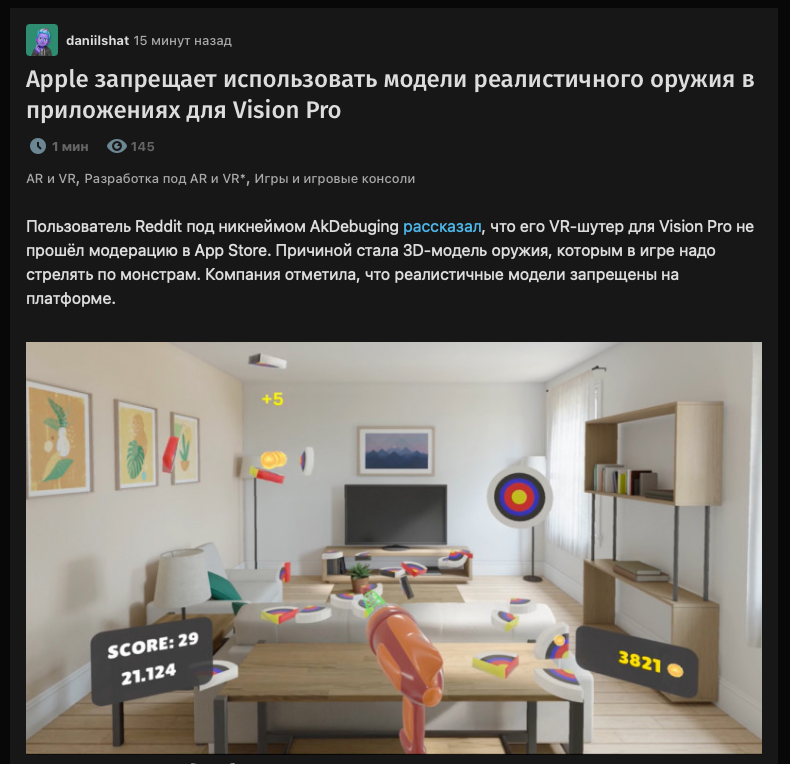 daniilshat 15 минут назад
Apple запрещает использовать модели реалистичного оружия в
приложениях для Vision Pro
1 мин 145
AR и VR, Разработка под AR и VR*, Игры и игровые консоли
Пользователь Reddit под никнеймом AkDebuging рассказал, что его VR-шутер для Vision Pro не
прошёл модерацию в App Store. Причиной стала 3D-модель оружия, которым в игре надо
стрелять по монстрам. Компания отметила, что реалистичные модели запрещены на
платформе.
+5
SCORE: 29
21.124
3821